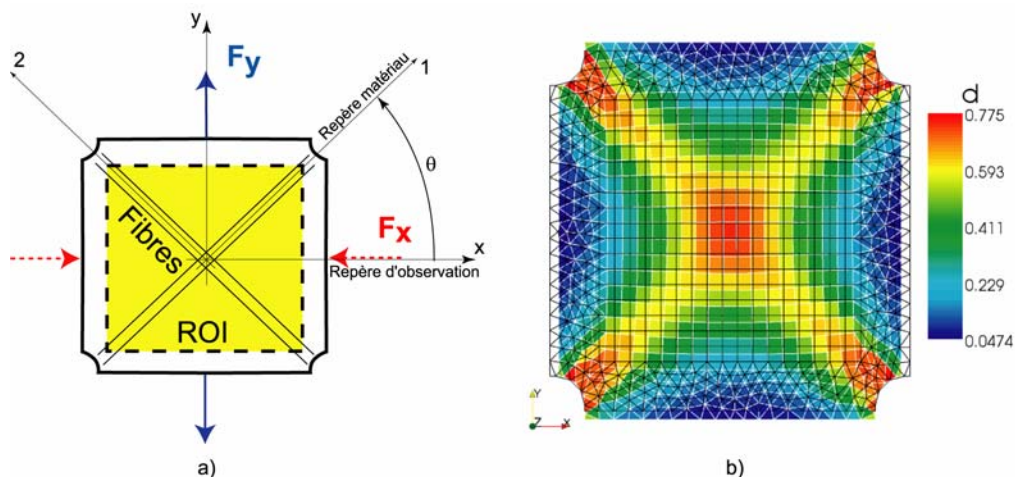 y
2
Fy
1
Repère matériau
θ
Fibres
Fx
x
Repère d'observation
ROI
a)
d
0.775
0.593
0.411
0.229
0.0474
Y
Z
X
b)